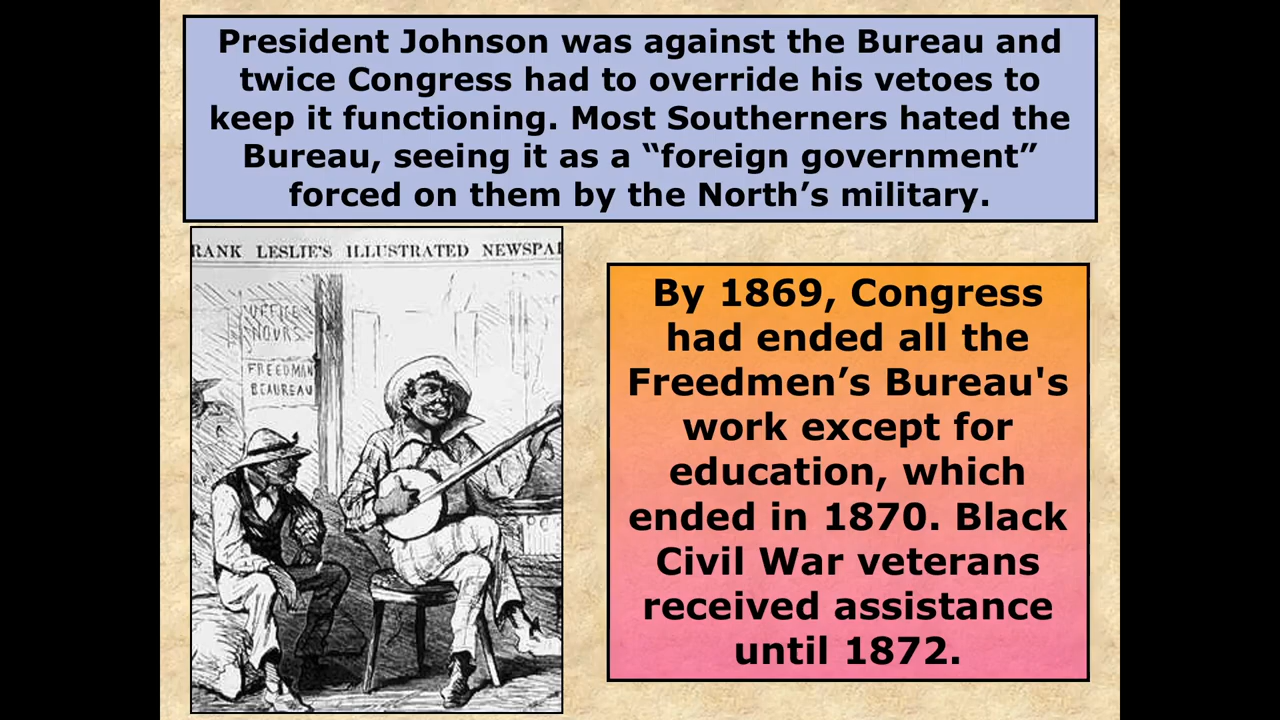 President Johnson was against the Bureau and
twice Congress had to override his vetoes to
keep it functioning. Most Southerners hated the
Bureau, seeing it as a “foreign government”
forced on them by the North’s military.
RANK LESLIE'S ILLUSTRATED NEWSPAP
OFFICE
HOURS
FREEDMAN
BEAUREAU
By 1869, Congress
had ended all the
Freedmen’s Bureau's
work except for
education, which
ended in 1870. Black
Civil War veterans
received assistance
until 1872.